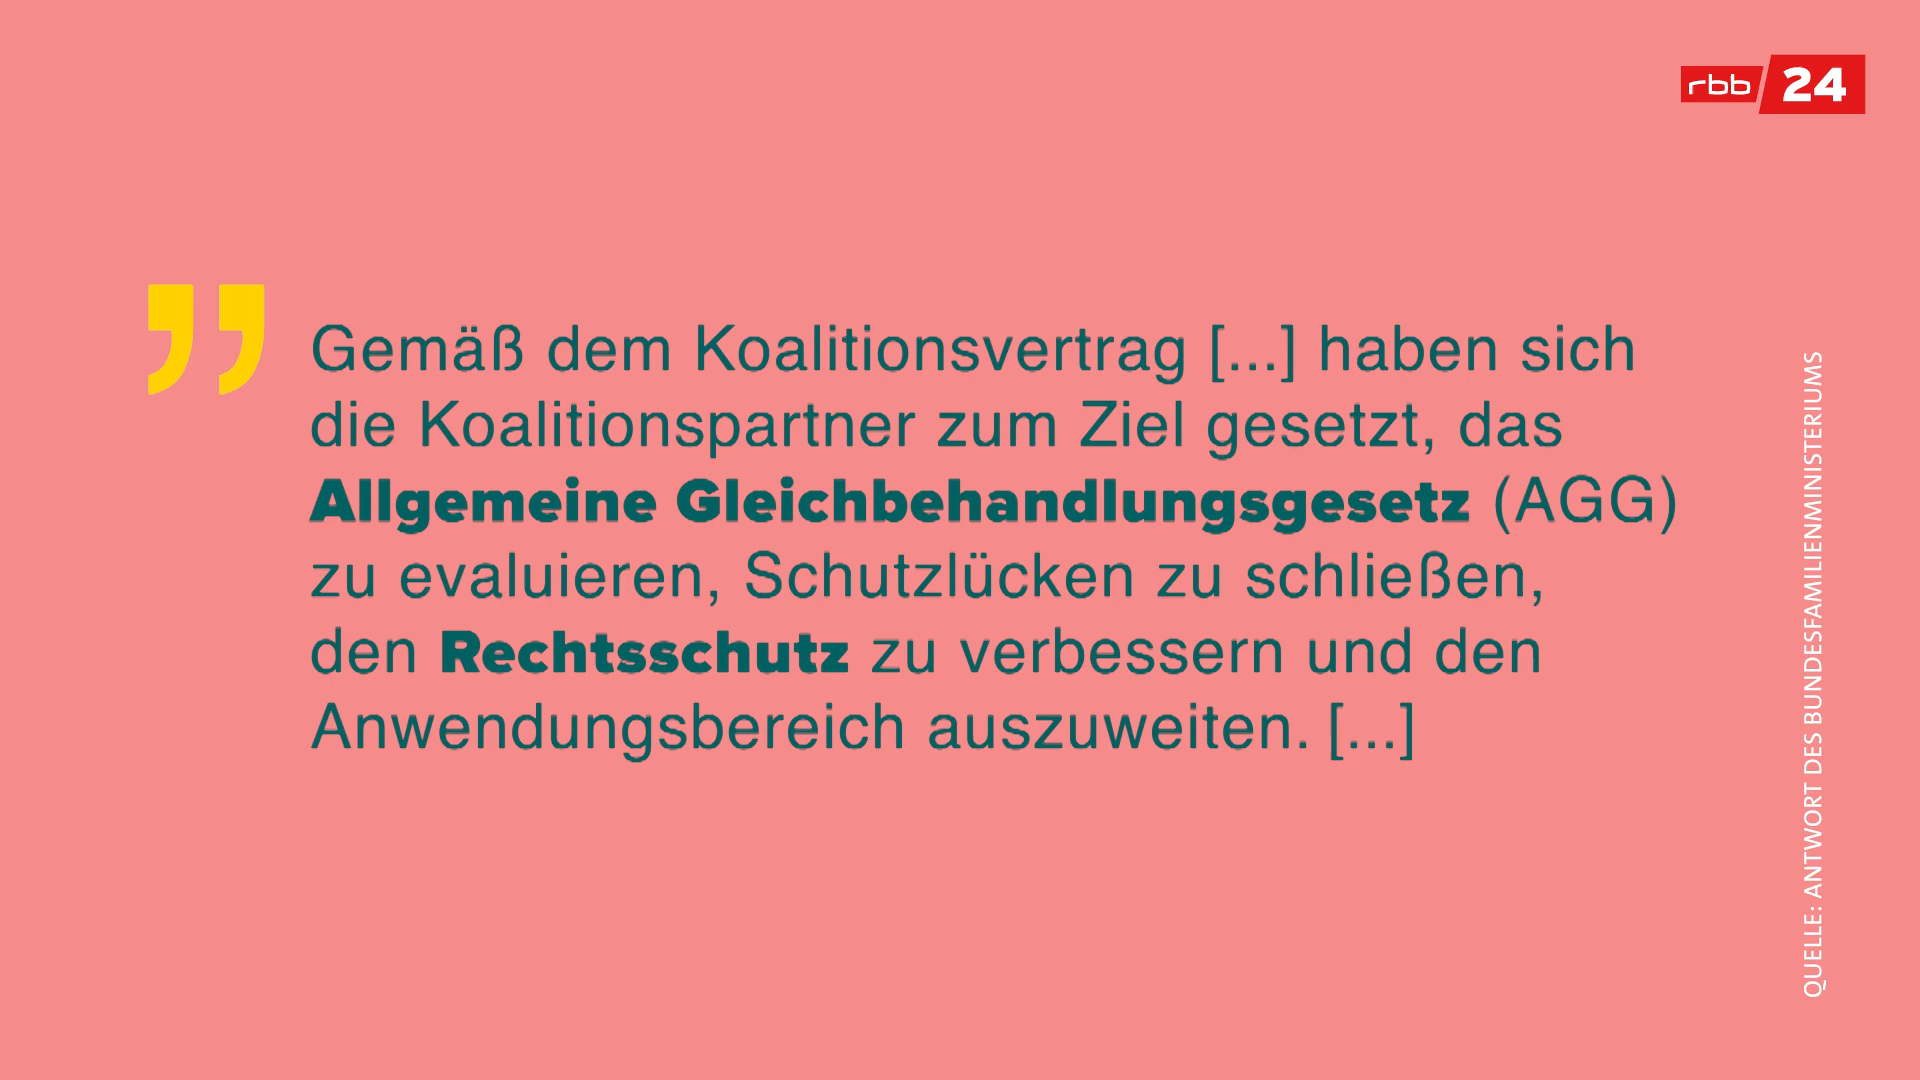 rbb 24
Gemäß dem Koalitionsvertrag [...] haben sich
die Koalitionspartner zum Ziel gesetzt, das
Allgemeine Gleichbehandlungsgesetz (AGG)
zu evaluieren, Schutzlücken zu schließen,
den Rechtsschutz zu verbessern und den
Anwendungsbereich auszuweiten. [...]
QUELLE: ANTWORT DES BUNDESFAMILIENMINISTERIUMS